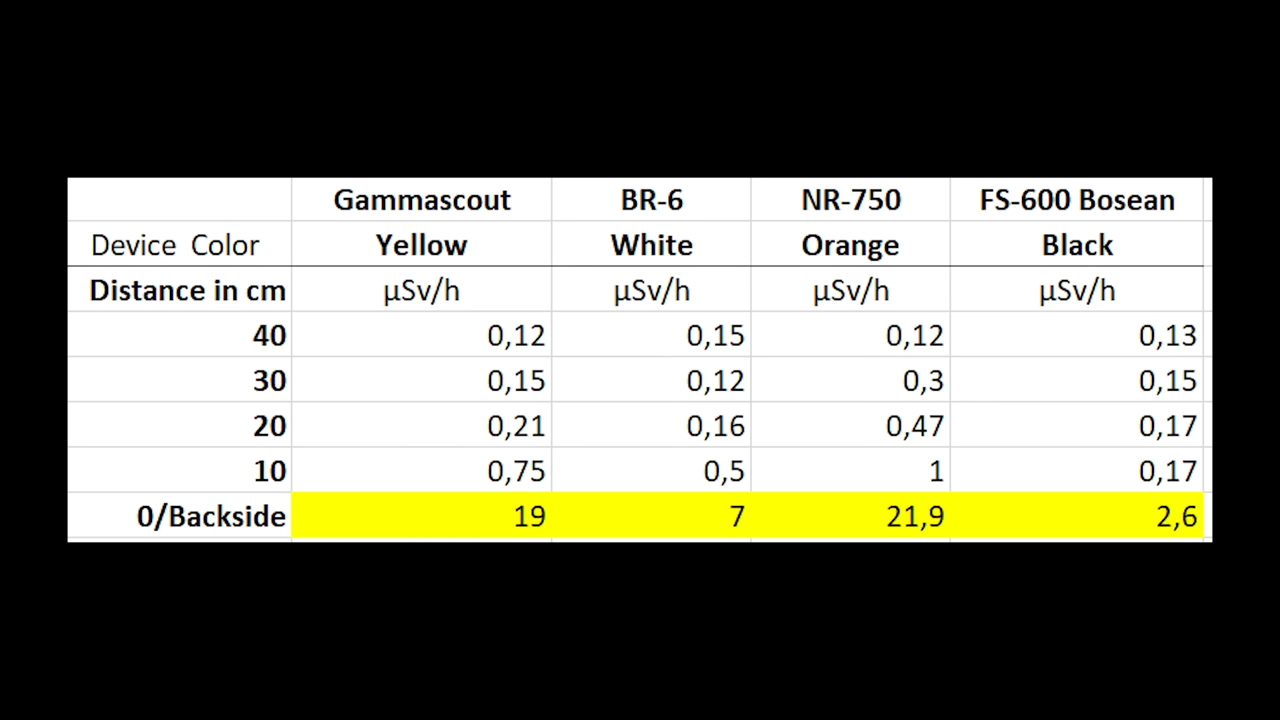 Gammascout BR-6 NR-750 FS-600 Bosean
Device Color Yellow White Orange Black
Distance in cm µSv/h µSv/h µSv/h µSv/h
40 0,12 0,15 0,12 0,13
30 0,15 0,12 0,3 0,15
20 0,21 0,16 0,47 0,17
10 0,75 0,5 1 0,17
0/Backside 19 7 21,9 2,6